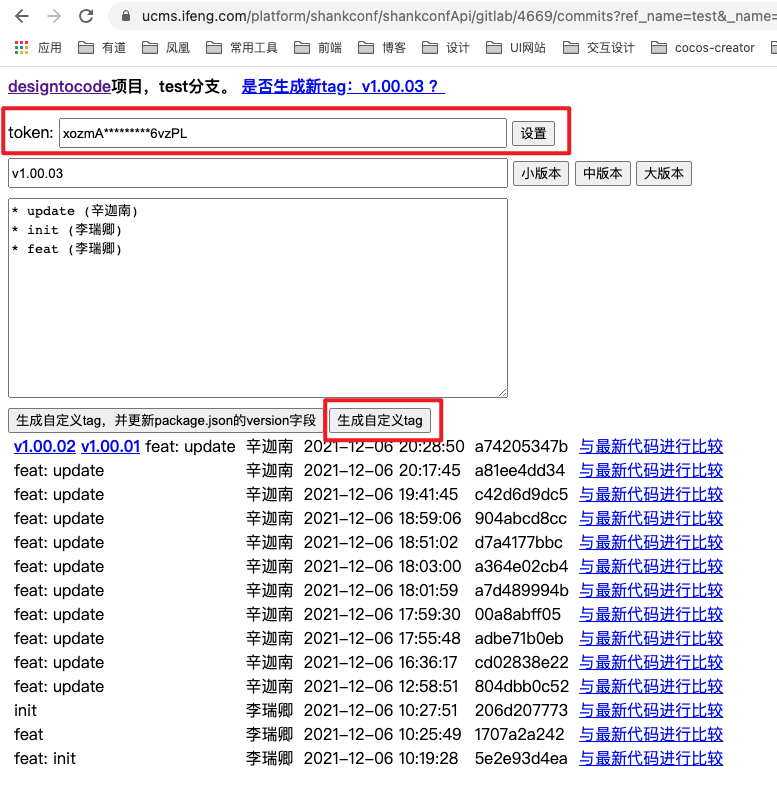 ucms.ifeng.com/platform/shankconf/shankconfApi/gitlab/4669/commits?ref_name=test&_name=
应用 有道 凤凰 常用工具 前端 博客 设计 UI网站 交互设计 cocos-creator
designtocode项目，test分支。 是否生成新tag：v1.00.03 ？
token: xozmA*********6vzPL 设置
v1.00.03 小版本 中版本 大版本
* update (辛迦南)
* init (李瑞卿)
* feat (李瑞卿)
生成自定义tag，并更新package.json的version字段 生成自定义tag
v1.00.02 v1.00.01 feat: update 辛迦南 2021-12-06 20:28:50 a74205347b 与最新代码进行比较
feat: update 辛迦南 2021-12-06 20:17:45 a81ee4dd34 与最新代码进行比较
feat: update 辛迦南 2021-12-06 19:41:45 c42d6d9dc5 与最新代码进行比较
feat: update 辛迦南 2021-12-06 18:59:06 904abcd8cc 与最新代码进行比较
feat: update 辛迦南 2021-12-06 18:51:02 d7a4177bbc 与最新代码进行比较
feat: update 辛迦南 2021-12-06 18:03:00 a364e02cb4 与最新代码进行比较
feat: update 辛迦南 2021-12-06 18:01:59 a7d489994b 与最新代码进行比较
feat: update 辛迦南 2021-12-06 17:59:30 00a8abff05 与最新代码进行比较
feat: update 辛迦南 2021-12-06 17:55:48 adbe71b0eb 与最新代码进行比较
feat: update 辛迦南 2021-12-06 16:36:17 cd02838e22 与最新代码进行比较
feat: update 辛迦南 2021-12-06 12:58:51 804dbb0c52 与最新代码进行比较
init 李瑞卿 2021-12-06 10:27:51 206d207773 与最新代码进行比较
feat 李瑞卿 2021-12-06 10:25:49 1707a2a242 与最新代码进行比较
feat: init 李瑞卿 2021-12-06 10:19:28 5e2e93d4ea 与最新代码进行比较